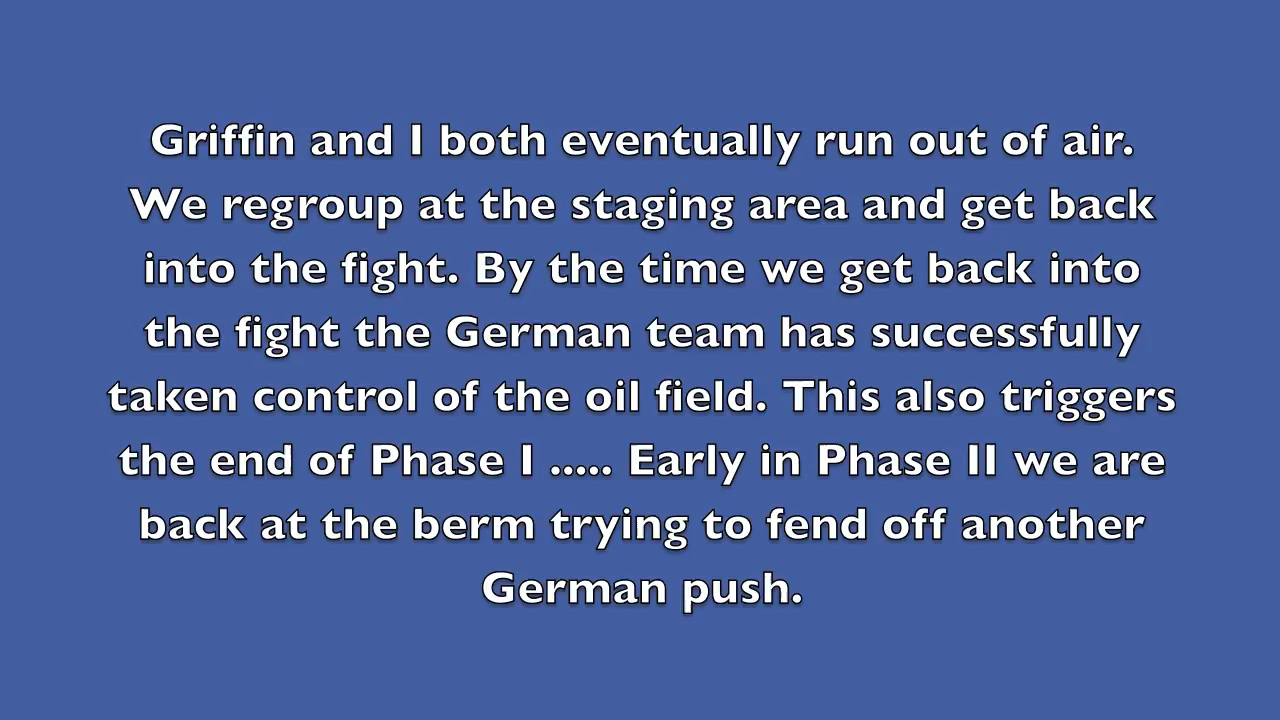 Griffin and I both eventually run out of air.
We regroup at the staging area and get back
into the fight. By the time we get back into
the fight the German team has successfully
taken control of the oil field. This also triggers
the end of Phase I ..... Early in Phase II we are
back at the berm trying to fend off another
German push.